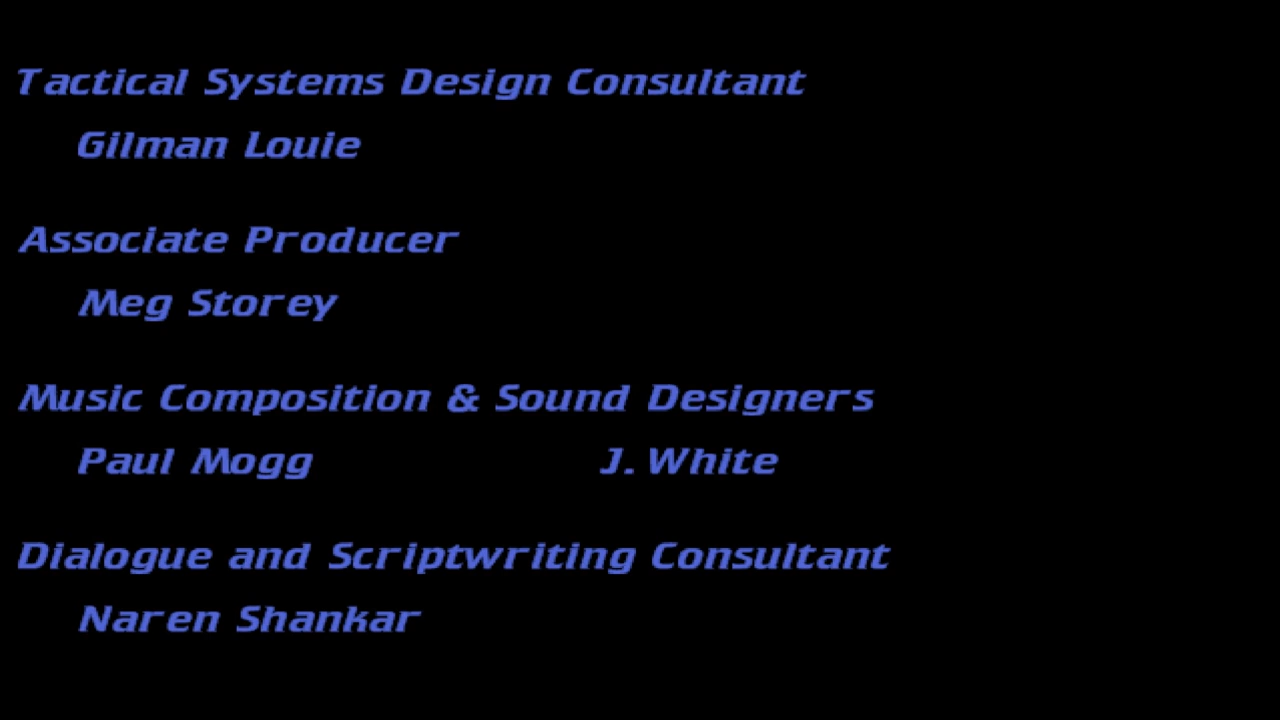 Tactical Systems Design Consultant
Gilman Louie
Associate Producer
Meg Storey
Music Composition & Sound Designers
Paul Mogg J. White
Dialogue and Scriptwriting Consultant
Naren Shankar